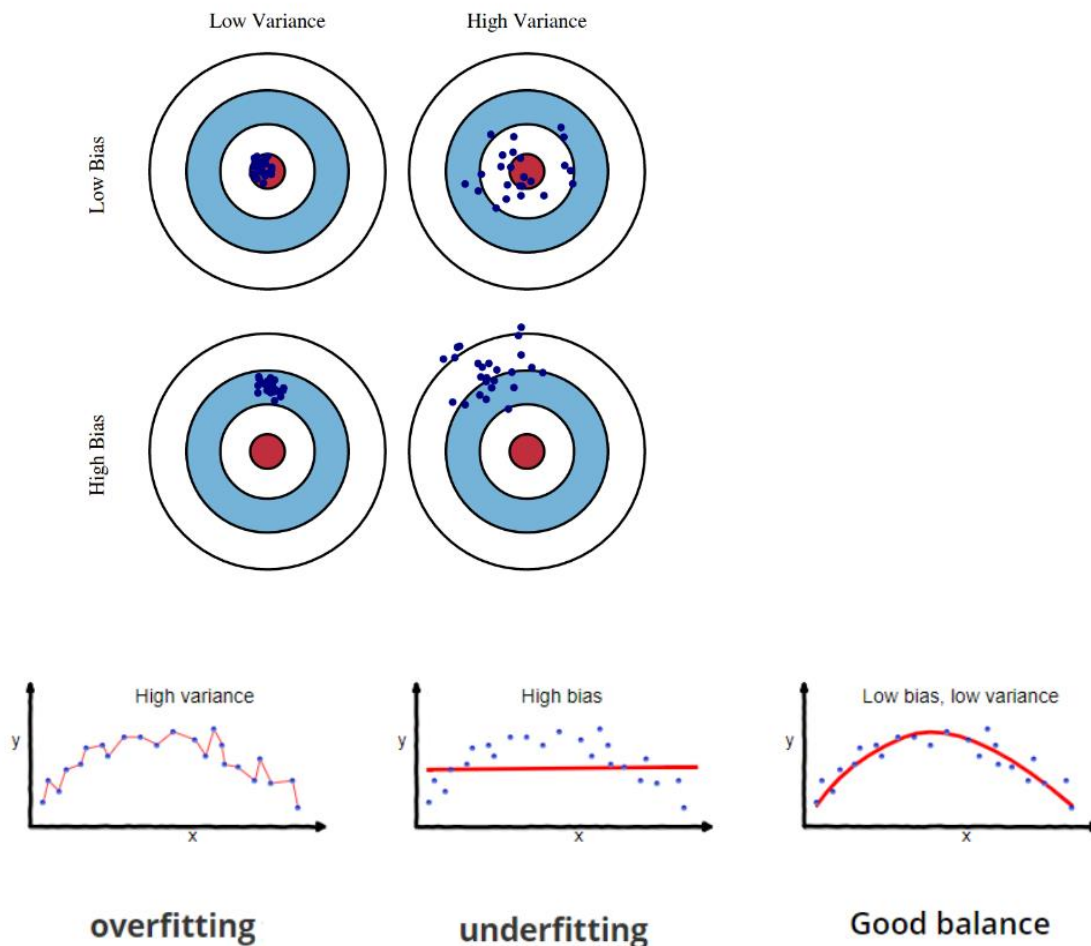 Low Variance
High Variance
Low Bias
High Bias
High variance
y
x
High bias
y
x
Low bias, low variance
y
x
overfitting
underfitting
Good balance